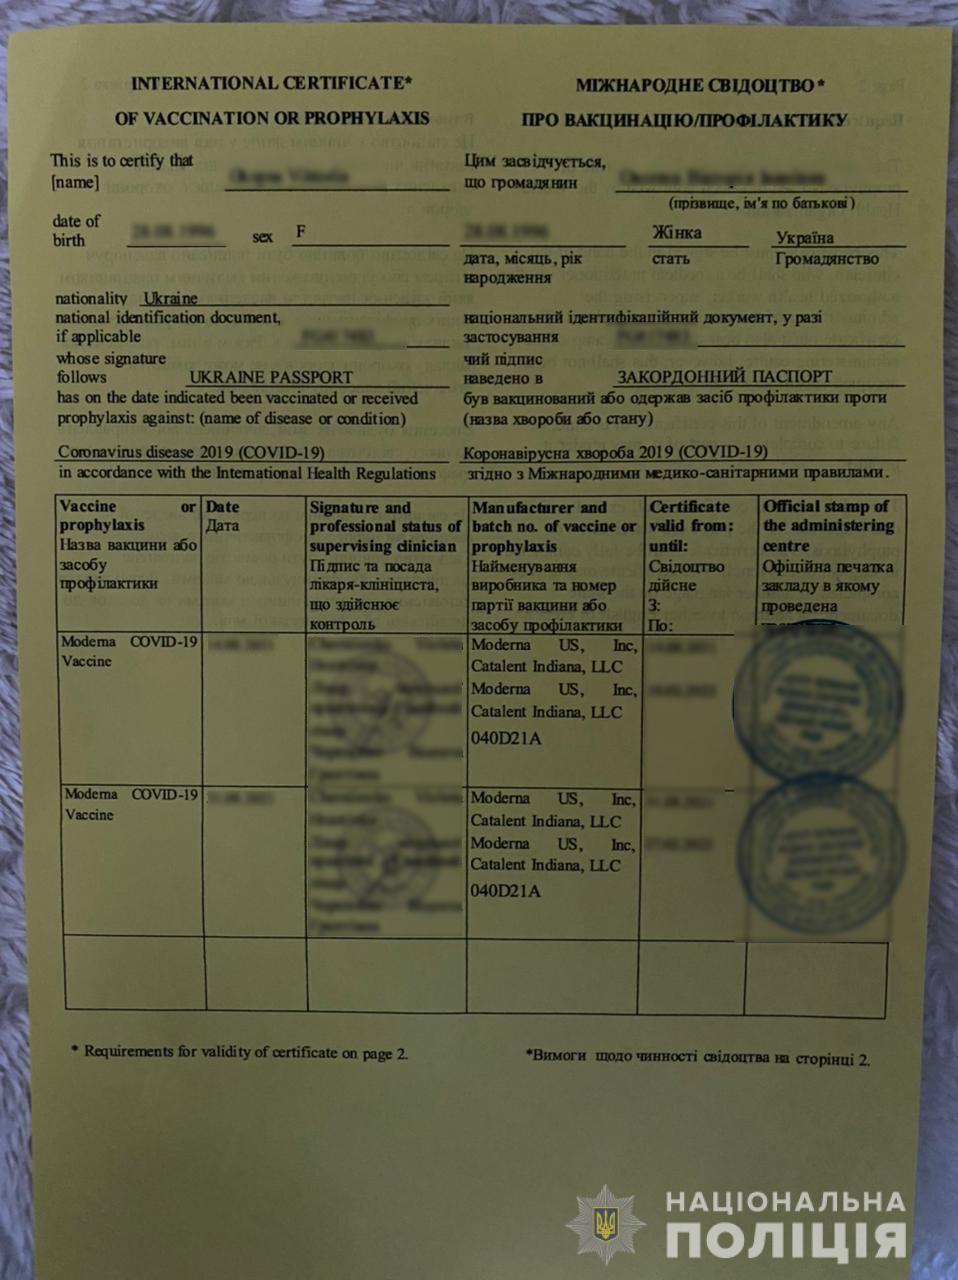 INTERNATIONAL CERTIFICATE*
OF VACCINATION OR PROPHYLAXIS
МІЖНАРОДНЕ СВІДОЦТВО*
ПРО ВАКЦИНАЦІЮ/ПРОФІЛАКТИКУ
This is to certify that
[name]
Цим засвідчується,
що громадянин
(прізвище, ім'я по батькові)
date of
birth
sex F
Жінка
Україна
дата, місяць, рік
народження
стать
Громадянство
nationality Ukraine
national identification document,
if applicable
національний ідентифікаційний документ, у разі
застосування
whose signature
follows UKRAINE PASSPORT
чий підпис
наведено в ЗАКОРДОННИЙ ПАСПОРТ
has on the date indicated been vaccinated or received
prophylaxis against: (name of disease or condition)
був вакцинований або одержав засіб профілактики проти
(назва хвороби або стану)
Coronavirus disease 2019 (COVID-19)
in accordance with the International Health Regulations
Коронавірусна хвороба 2019 (COVID-19)
згідно з Міжнародними медико-санітарними правилами.
Vaccine or
prophylaxis
Назва вакцини або
засобу
профілактики
Date
Дата
Signature and
professional status of
supervising clinician
Підпис та посада
лікаря-клініциста,
що здійснює
контроль
Manufacturer and
batch no. of vaccine or
prophylaxis
Найменування
виробника та номер
партії вакцини або
засобу профілактики
Certificate
valid from:
until:
Свідоцтво
дійсне
З:
По:
Official stamp of
the administering
centre
Офіційна печатка
закладу в якому
проведена
Moderna COVID-19
Vaccine
Moderna US, Inc,
Catalent Indiana, LLC
Moderna US, Inc,
Catalent Indiana, LLC
040D21A
Moderna COVID-19
Vaccine
Moderna US, Inc,
Catalent Indiana, LLC
Moderna US, Inc,
Catalent Indiana, LLC
040D21A
* Requirements for validity of certificate on page 2.
*Вимоги щодо чинності свідоцтва на сторінці 2.
НАЦІОНАЛЬНА
ПОЛІЦІЯ